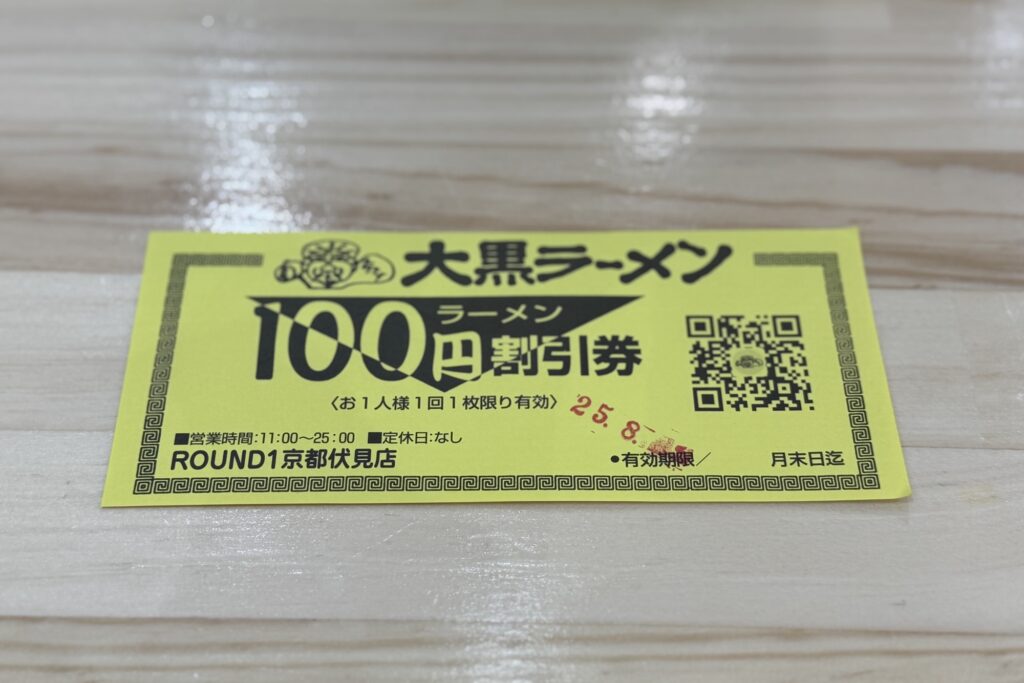 大黒ラーメン
ラーメン
100円割引券
〈お1人様1回1枚限り有効〉
25.8.
■営業時間:11:00〜25:00 ■定休日:なし
ROUND1京都伏見店
●有効期限／ 月末日迄